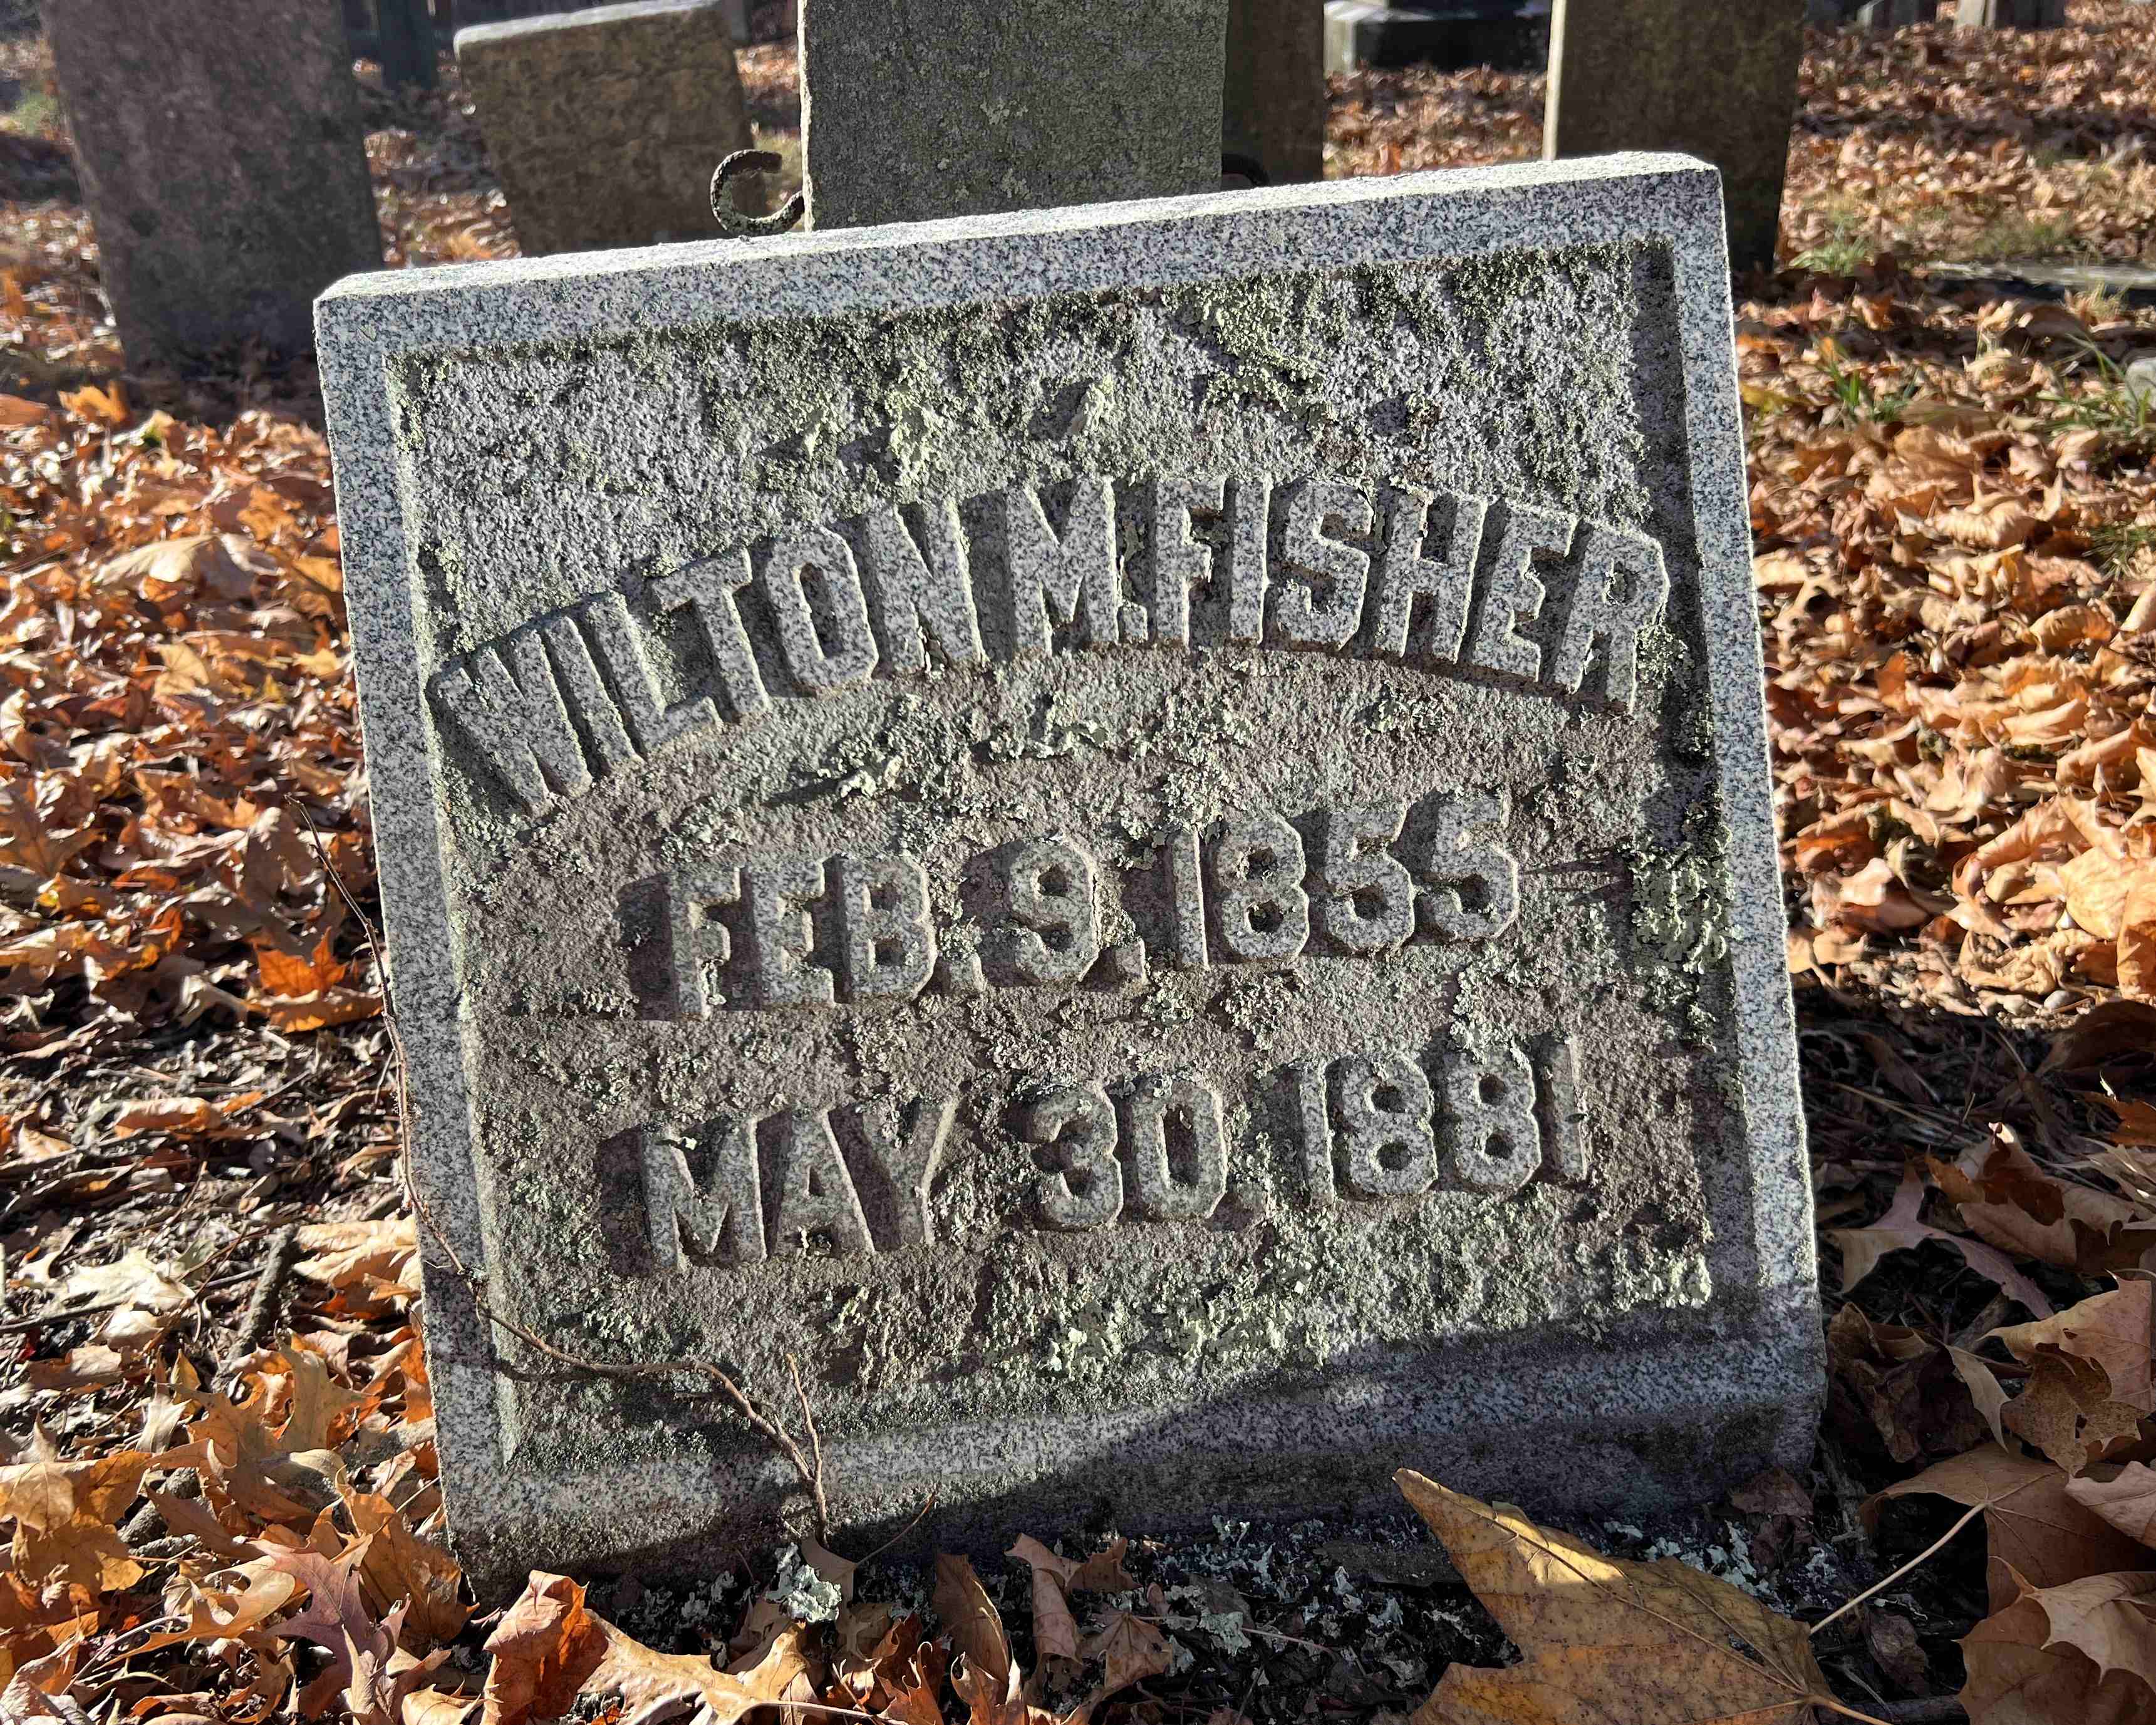 WILTON M. FISHER
FEB. 9. 1855
MAY 30. 1881